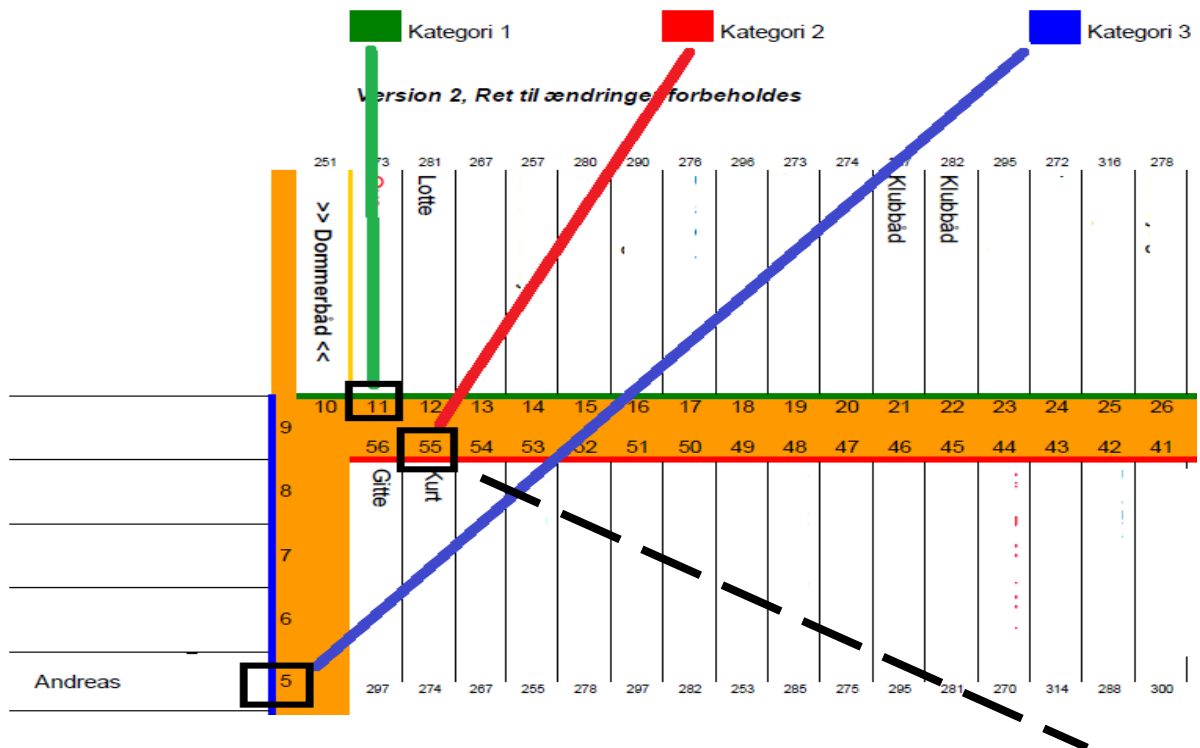 Kategori 1 Kategori 2 Kategori 3
Version 2, Ret til ændringer forbeholdes
251 273 281 267 257 280 290 276 296 273 274 282 295 272 316 278
>> Dommerbåd <<
Lotte
Klubbåd
Klubbåd
10 11 12 13 14 15 16 17 18 19 20 21 22 23 24 25 26
9
56 55 54 53 52 51 50 49 48 47 46 45 44 43 42 41
Gitte
Kurt
8
7
6
Andreas 5
297 274 267 255 278 297 282 253 285 275 295 281 270 314 288 300